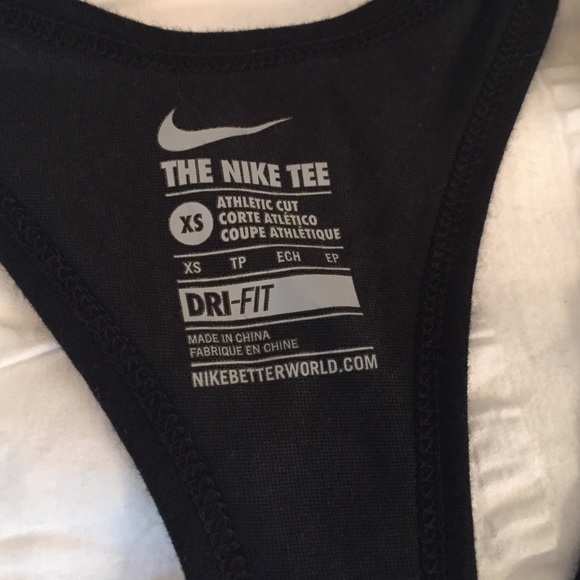 THE NIKE TEE
XS
ATHLETIC CUT
CORTE ATLÉTICO
COUPE ATHLÉTIQUE
XS TP ECH EP
DRI-FIT
MADE IN CHINA
FABRIQUE EN CHINE
NIKEBETTERWORLD.COM